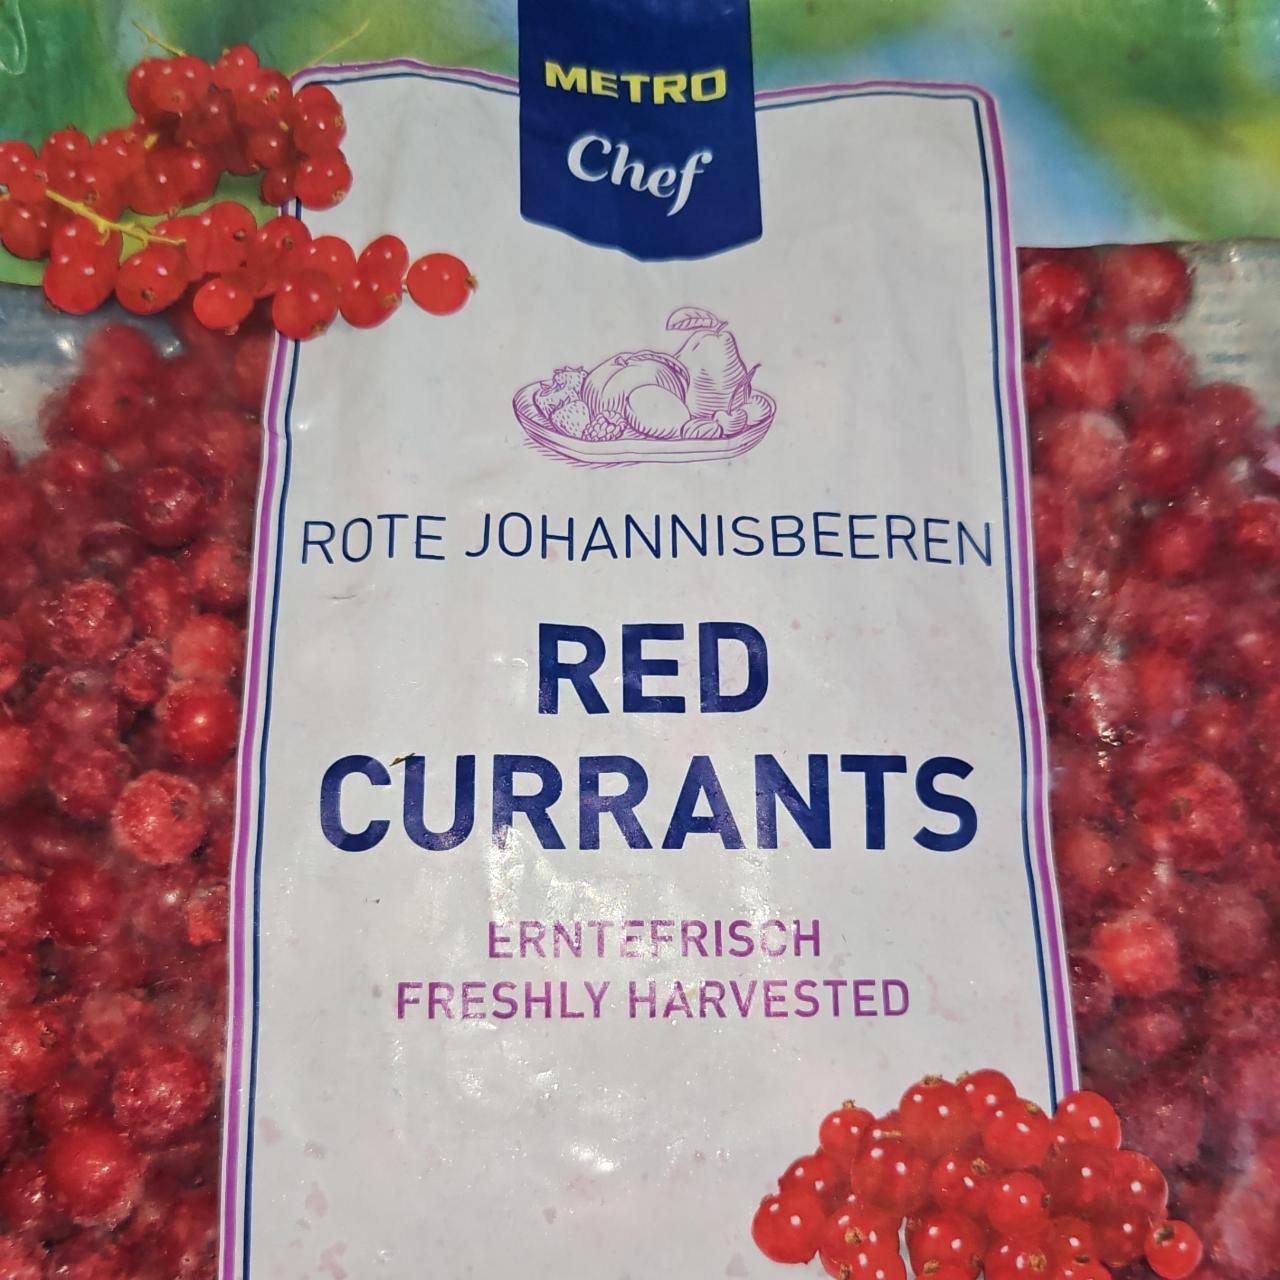 METRO
Chef
ROTE JOHANNISBEEREN
RED
CURRANTS
ERNTEFRISCH
FRESHLY HARVESTED